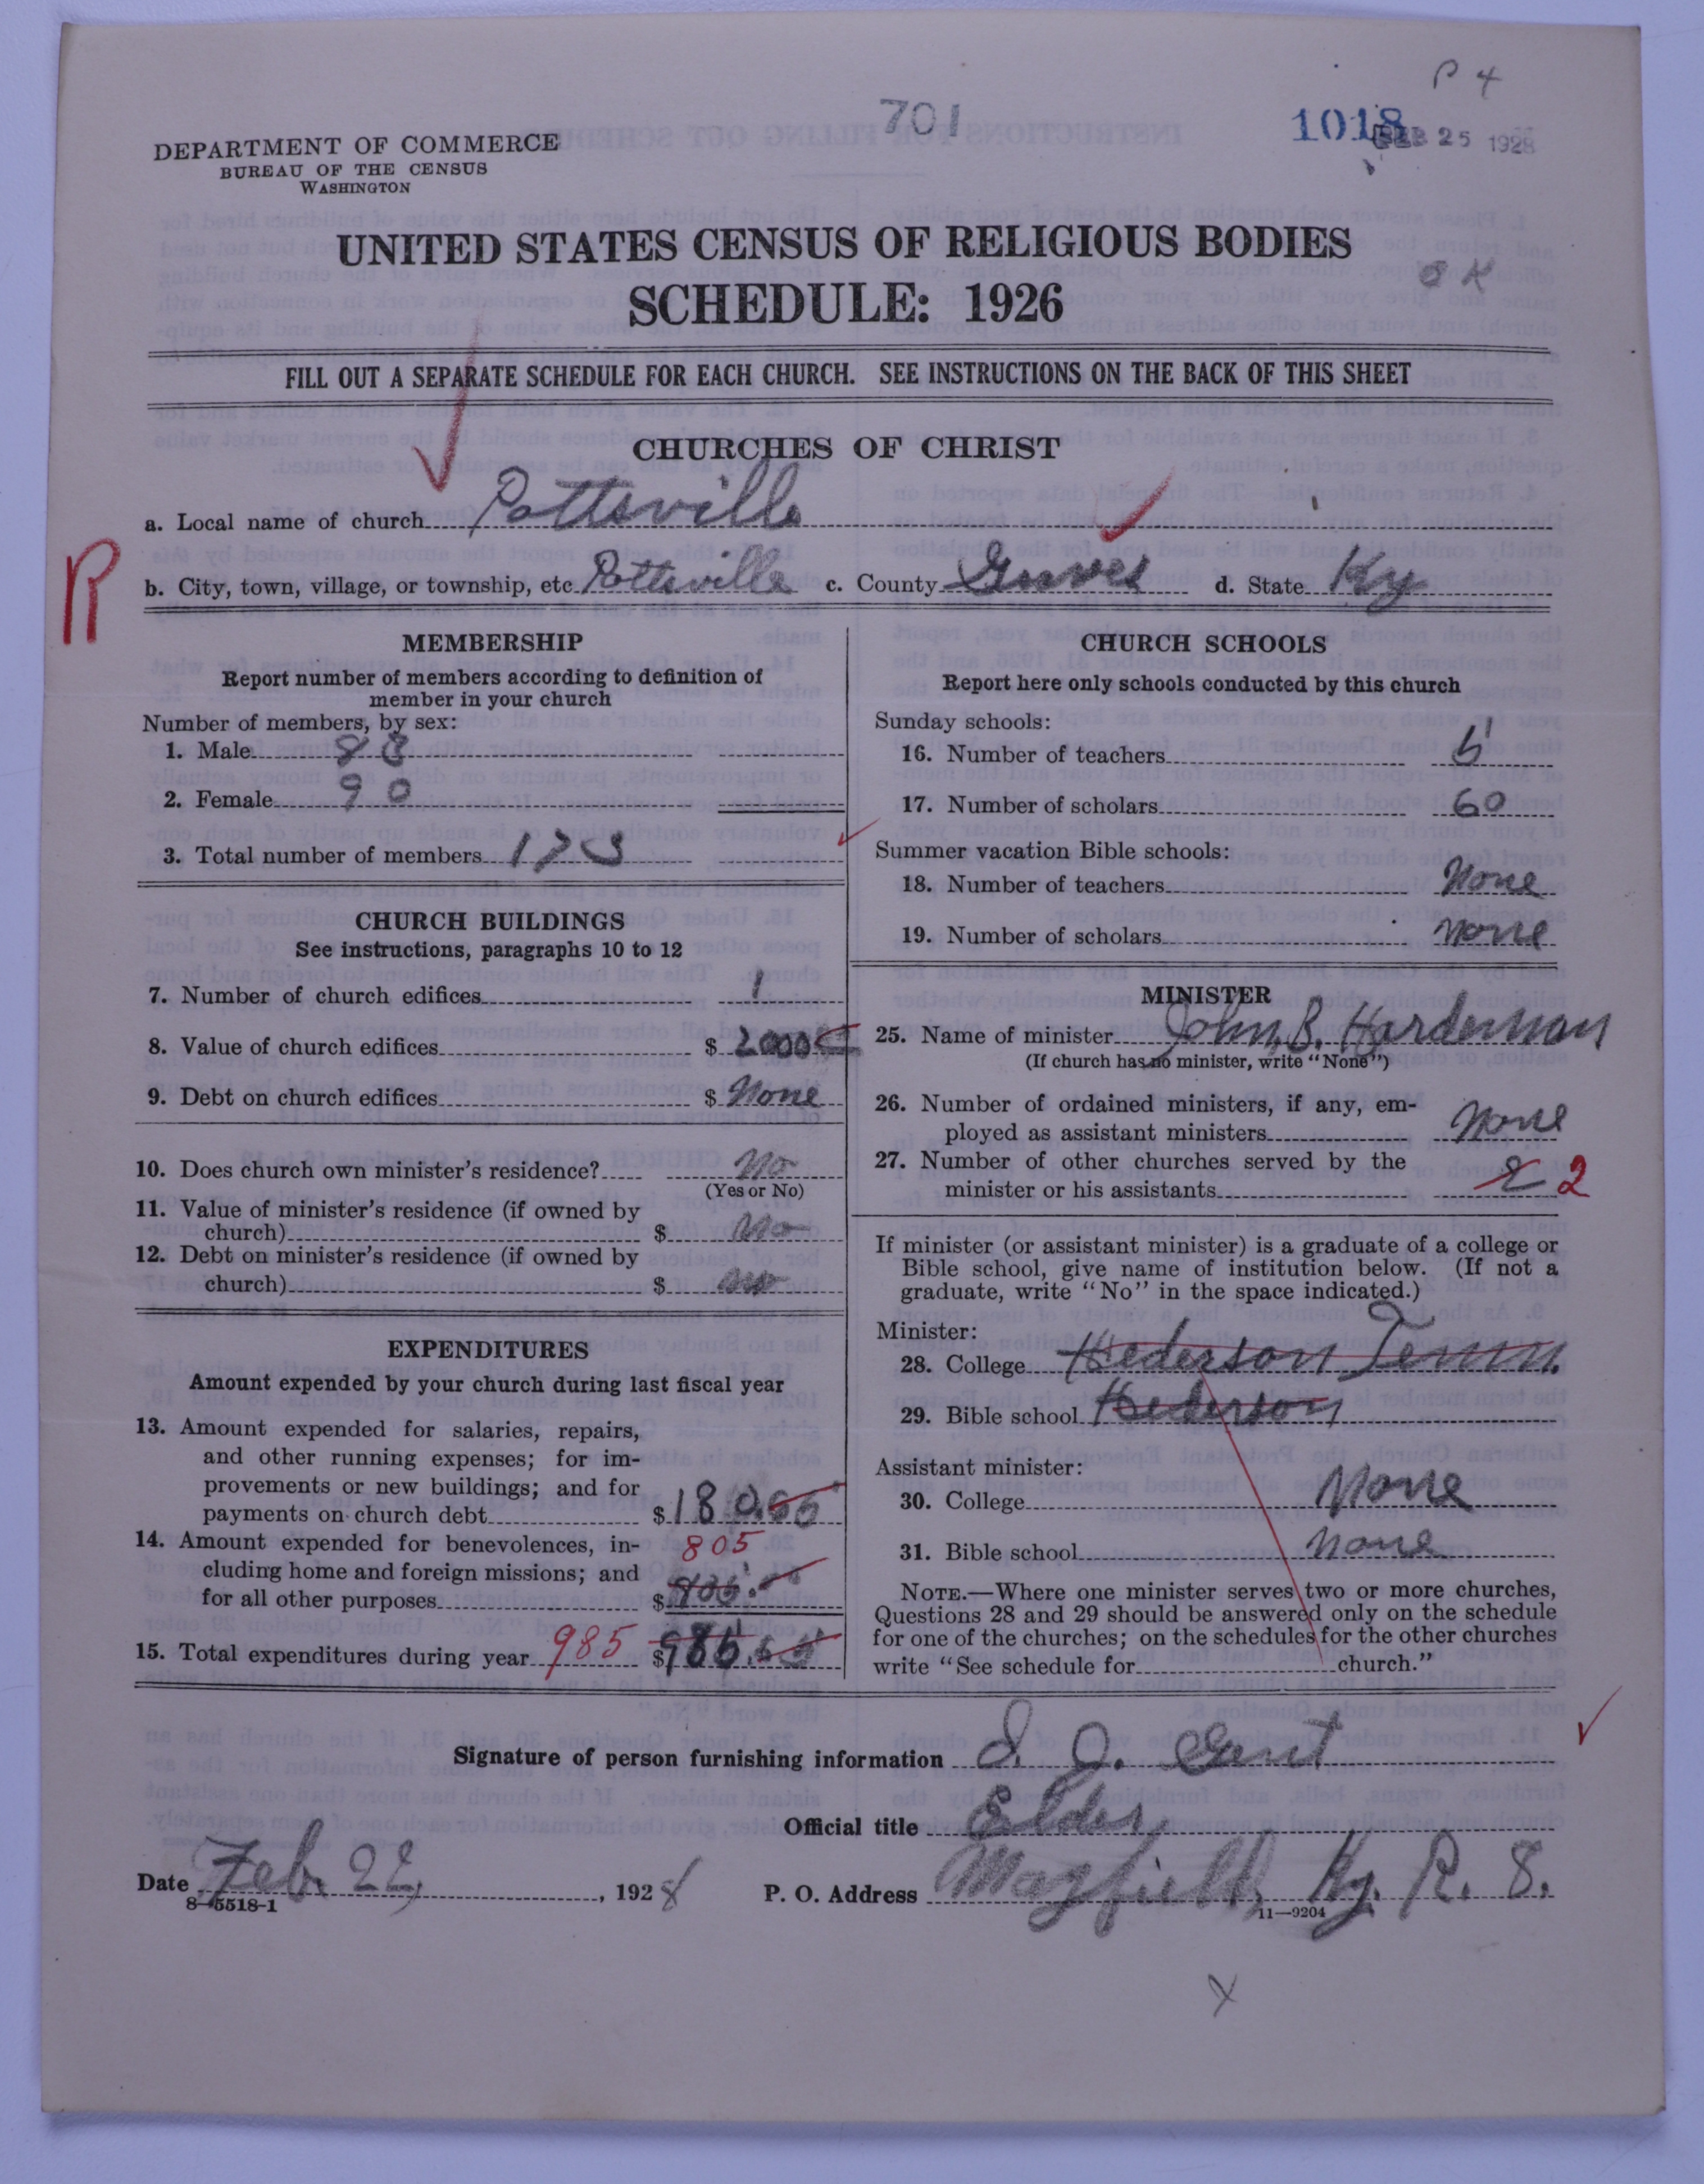 P 4
701
1018
FEB 25 1928
DEPARTMENT OF COMMERCE
BUREAU OF THE CENSUS
WASHINGTON
UNITED STATES CENSUS OF RELIGIOUS BODIES
OK
SCHEDULE: 1926
FILL OUT A SEPARATE SCHEDULE FOR EACH CHURCH. SEE INSTRUCTIONS ON THE BACK OF THIS SHEET
CHURCHES OF CHRIST
a. Local name of church Pottsville
R
b. City, town, village, or township, etc Pottsville c. County Graves d. State Ky
MEMBERSHIP
Report number of members according to definition of
member in your church
Number of members, by sex:
1. Male 83
2. Female 90
3. Total number of members 173
CHURCH BUILDINGS
See instructions, paragraphs 10 to 12
7. Number of church edifices 1
8. Value of church edifices $ 2000
9. Debt on church edifices $ None
10. Does church own minister's residence? No
(Yes or No)
11. Value of minister's residence (if owned by
church) $ No
12. Debt on minister's residence (if owned by
church) $ no
EXPENDITURES
Amount expended by your church during last fiscal year
13. Amount expended for salaries, repairs,
and other running expenses; for im-
provements or new buildings; and for
payments on church debt $ 180.00
14. Amount expended for benevolences, in- 805
cluding home and foreign missions; and
for all other purposes $ 805.
15. Total expenditures during year 985 $ 985.00
CHURCH SCHOOLS
Report here only schools conducted by this church
Sunday schools:
16. Number of teachers 5
17. Number of scholars 60
Summer vacation Bible schools:
18. Number of teachers None
19. Number of scholars None
MINISTER
25. Name of minister John B. Hardeman
(If church has no minister, write "None")
26. Number of ordained ministers, if any, em-
ployed as assistant ministers None
27. Number of other churches served by the
minister or his assistants 2 2
If minister (or assistant minister) is a graduate of a college or
Bible school, give name of institution below. (If not a
graduate, write "No" in the space indicated.)
Minister:
28. College Hederson Tenn.
29. Bible school Hederson
Assistant minister:
30. College None
31. Bible school None
NOTE.—Where one minister serves two or more churches,
Questions 28 and 29 should be answered only on the schedule
for one of the churches; on the schedules for the other churches
write "See schedule for church."
Signature of person furnishing information S. J. Gant
Official title Elder
Date Feb. 22, 1928 P. O. Address Mayfield, Ky. R. 8.
8-5518-1
11—9204
X